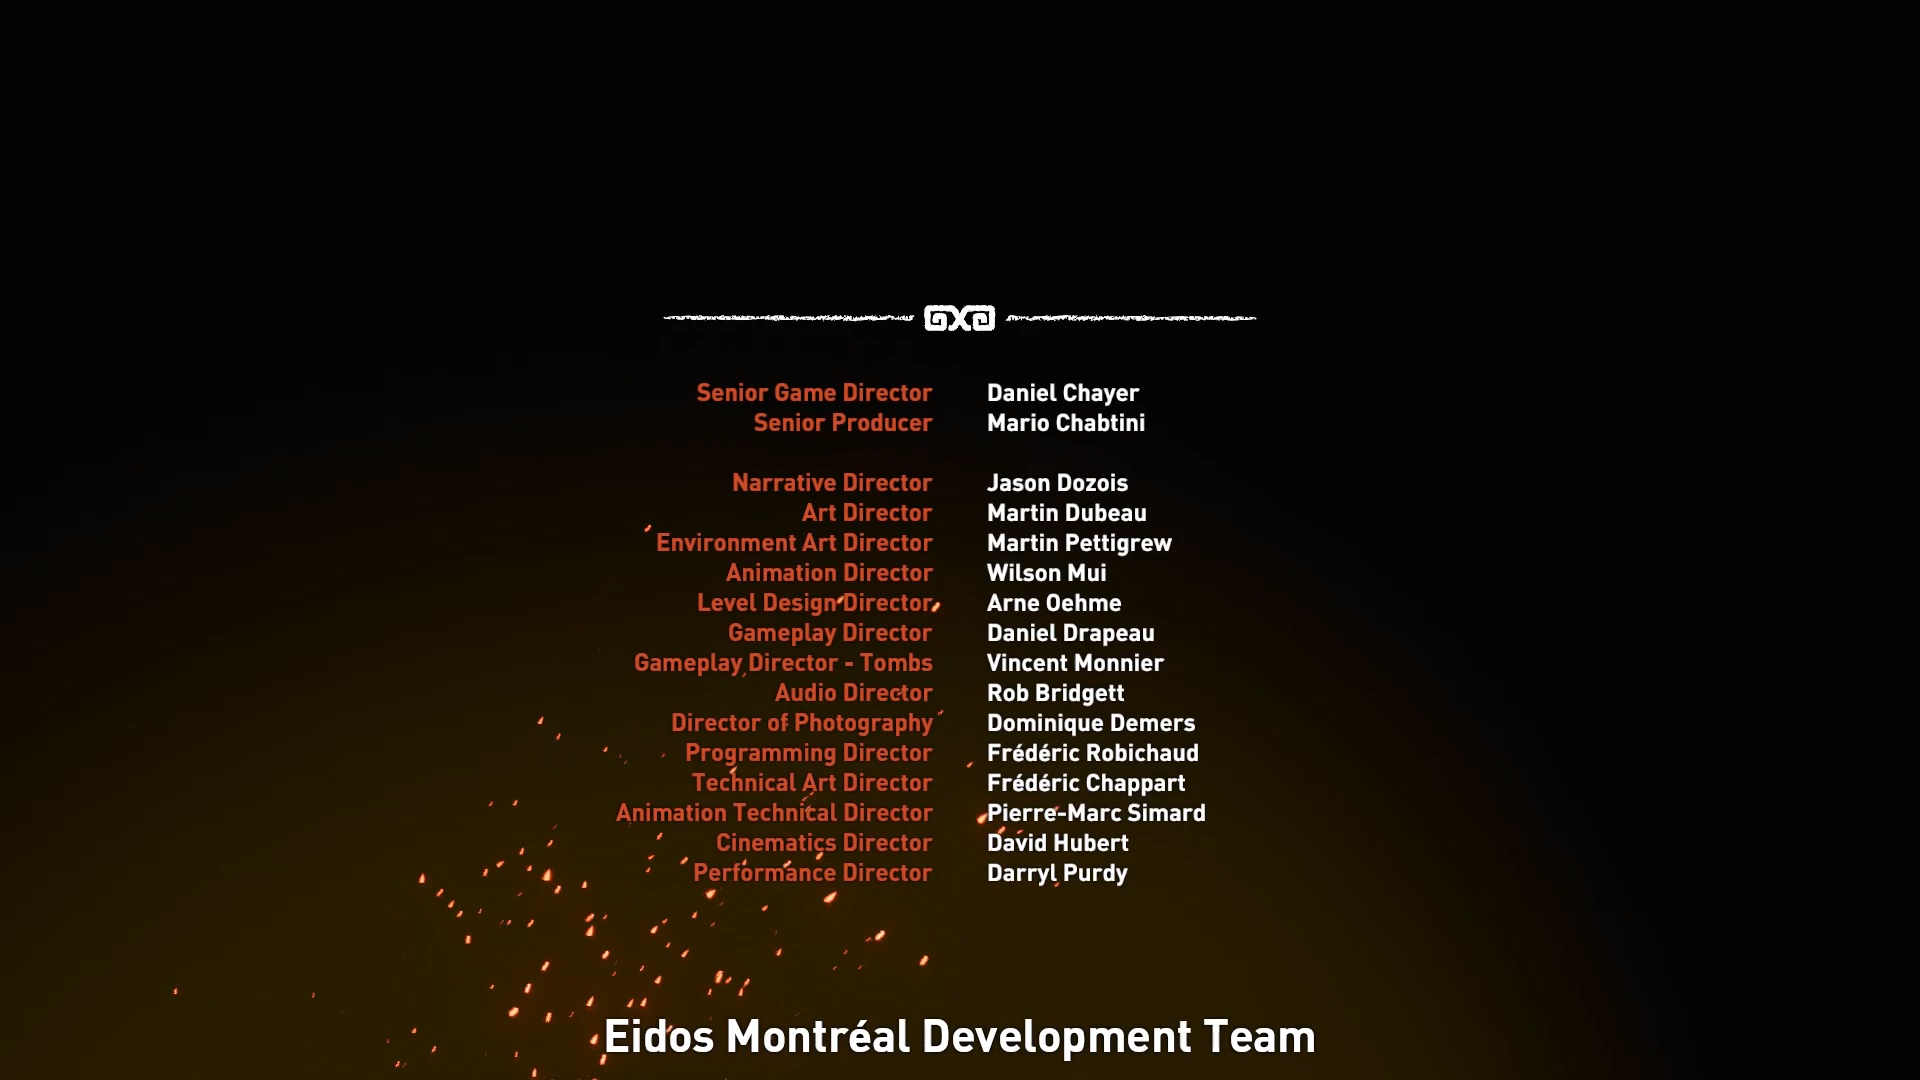 Senior Game Director Daniel Chayer
Senior Producer Mario Chabtini
Narrative Director Jason Dozois
Art Director Martin Dubeau
Environment Art Director Martin Pettigrew
Animation Director Wilson Mui
Level Design Director Arne Oehme
Gameplay Director Daniel Drapeau
Gameplay Director - Tombs Vincent Monnier
Audio Director Rob Bridgett
Director of Photography Dominique Demers
Programming Director Frédéric Robichaud
Technical Art Director Frédéric Chappart
Animation Technical Director Pierre-Marc Simard
Cinematics Director David Hubert
Performance Director Darryl Purdy
Eidos Montréal Development Team